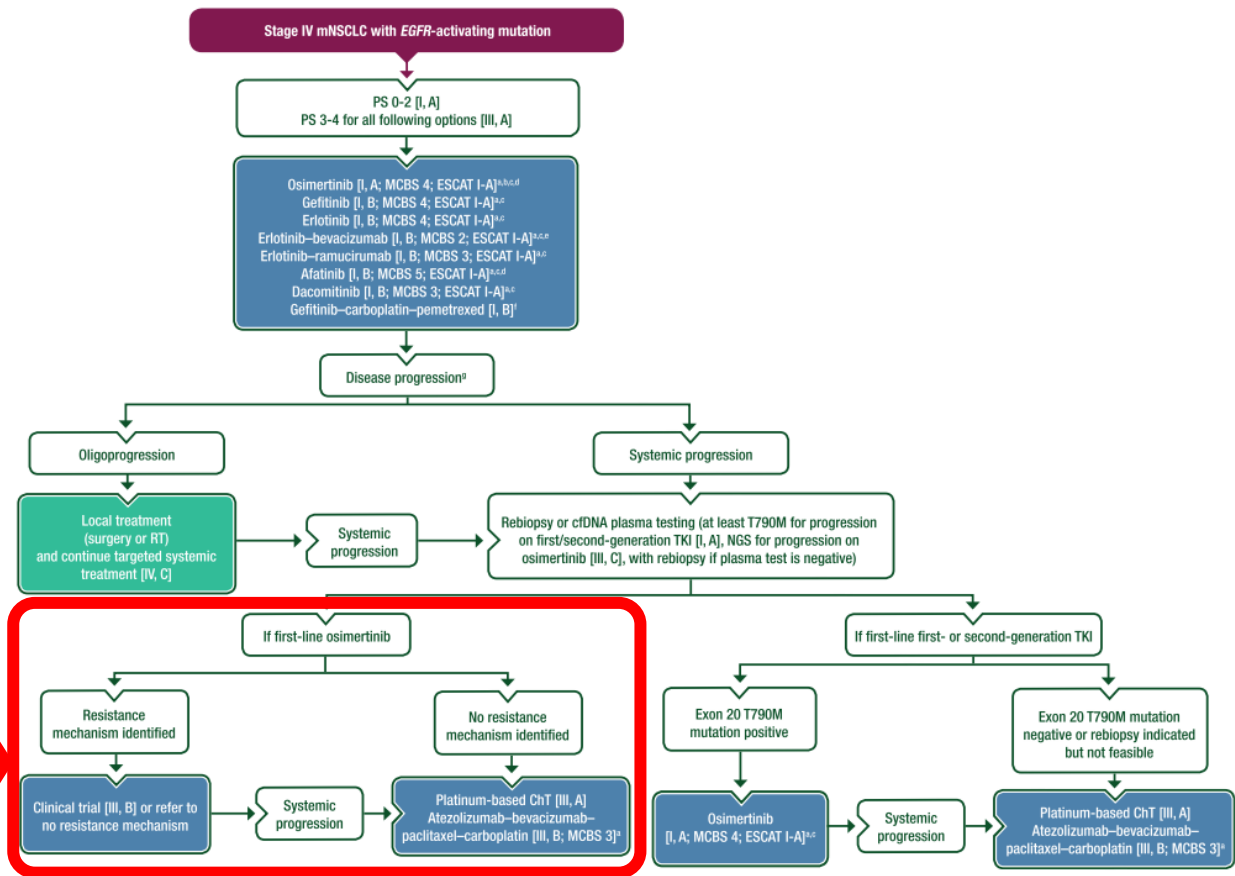 Stage IV mNSCLC with EGFR-activating mutation
PS 0-2 [I, A]
PS 3-4 for all following options [III, A]
Osimertinib [I, A; MCBS 4; ESCAT I-A]a,b,c,d
Gefitinib [I, B; MCBS 4; ESCAT I-A]a,c
Erlotinib [I, B; MCBS 4; ESCAT I-A]a,c
Erlotinib–bevacizumab [I, B; MCBS 2; ESCAT I-A]a,c,e
Erlotinib–ramucirumab [I, B; MCBS 3; ESCAT I-A]a,c
Afatinib [I, B; MCBS 5; ESCAT I-A]a,c,d
Dacomitinib [I, B; MCBS 3; ESCAT I-A]a,c
Gefitinib–carboplatin–pemetrexed [I, B]f
Disease progressiong
Oligoprogression
Systemic progression
Local treatment
(surgery or RT)
and continue targeted systemic
treatment [IV, C]
Systemic
progression
Rebiopsy or cfDNA plasma testing (at least T790M for progression
on first/second-generation TKI [I, A], NGS for progression on
osimertinib [III, C], with rebiopsy if plasma test is negative)
If first-line osimertinib
If first-line first- or second-generation TKI
Resistance
mechanism identified
No resistance
mechanism identified
Exon 20 T790M
mutation positive
Exon 20 T790M mutation
negative or rebiopsy indicated
but not feasible
Clinical trial [III, B] or refer to
no resistance mechanism
Systemic
progression
Platinum-based ChT [III, A]
Atezolizumab–bevacizumab–
paclitaxel–carboplatin [III, B; MCBS 3]a
Osimertinib
[I, A; MCBS 4; ESCAT I-A]a,c
Systemic
progression
Platinum-based ChT [III, A]
Atezolizumab–bevacizumab–
paclitaxel–carboplatin [III, B; MCBS 3]a